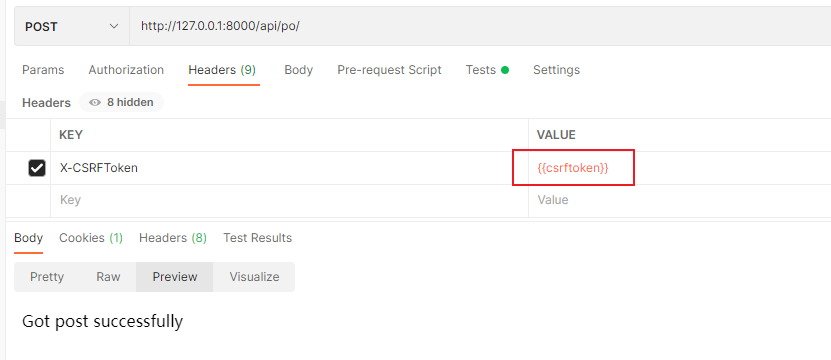 POST http://127.0.0.1:8000/api/po/
Params Authorization Headers (9) Body Pre-request Script Tests Settings
Headers 8 hidden
KEY VALUE
X-CSRFToken {{csrftoken}}
Key Value
Body Cookies (1) Headers (8) Test Results
Pretty Raw Preview Visualize
Got post successfully